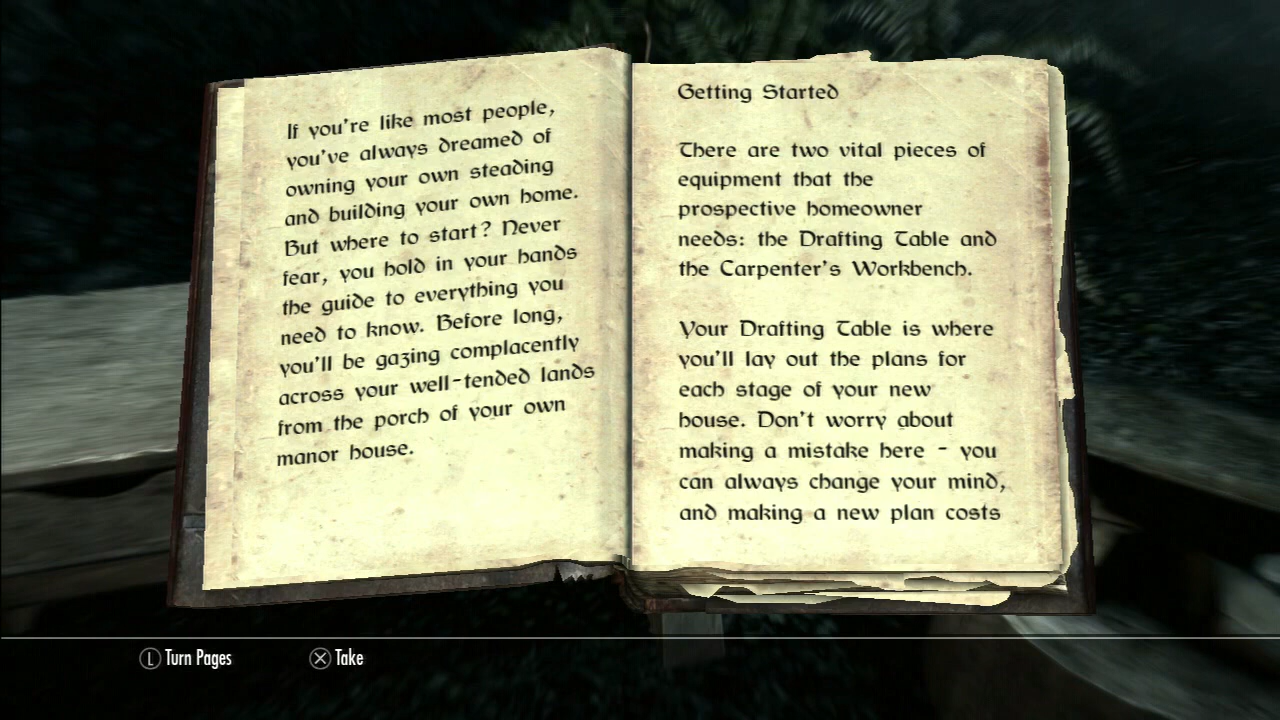 If you're like most people,
you've always dreamed of
owning your own steading
and building your own home.
But where to start? Never
fear, you hold in your hands
the guide to everything you
need to know. Before long,
you'll be gazing complacently
across your well-tended lands
from the porch of your own
manor house.
Getting Started
There are two vital pieces of
equipment that the
prospective homeowner
needs: the Drafting Table and
the Carpenter's Workbench.
Your Drafting Table is where
you'll lay out the plans for
each stage of your new
house. Don't worry about
making a mistake here - you
can always change your mind,
and making a new plan costs
L Turn Pages
X Take